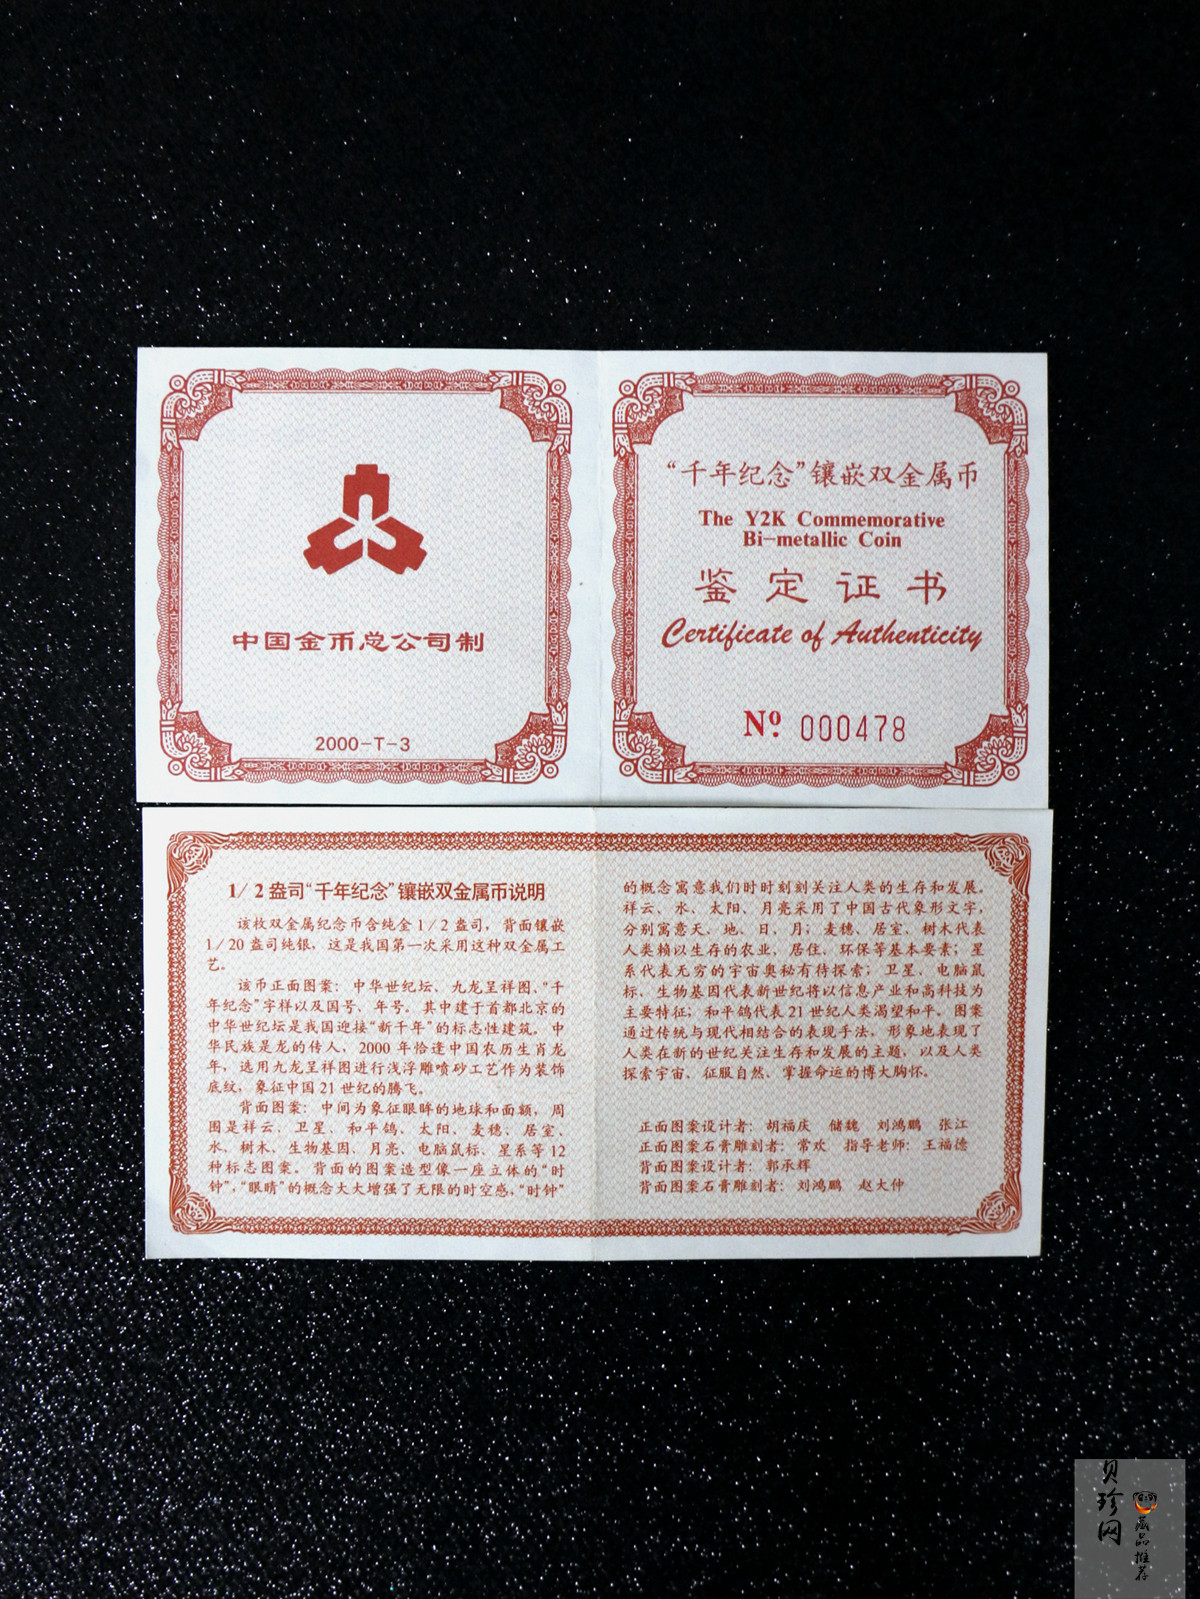 中国金币总公司制
2000-T-3
“千年纪念”镶嵌双金属币
The Y2K Commemorative
Bi-metallic Coin
鉴定证书
Certificate of Authenticity
Nº 000478
1/2盎司“千年纪念”镶嵌双金属币说明
该枚双金属纪念币含纯金1/2盎司，背面镶嵌
1/20盎司纯银，这是我国第一次采用这种双金属工
艺。
该币正面图案：中华世纪坛、九龙呈祥图、“千
年纪念”字样以及国号、年号。其中建于首都北京的
中华世纪坛是我国迎接“新千年”的标志性建筑。中
华民族是龙的传人，2000年恰逢中国农历生肖龙
年，选用九龙呈祥图进行浅浮雕喷砂工艺作为装饰
底纹，象征中国21世纪的腾飞。
背面图案：中间为象征眼眸的地球和面额，周
围是祥云、卫星、和平鸽、太阳、麦穗、居室、
水、树木、生物基因、月亮、电脑鼠标、星系等12
种标志图案。背面的图案造型像一座立体的“时
钟”，“眼睛”的概念大大增强了无限的时空感，“时钟”
的概念寓意我们时时刻刻关注人类的生存和发展。
祥云、水、太阳、月亮采用了中国古代象形文字，
分别寓意天、地、日、月；麦穗、居室、树木代表
人类赖以生存的农业、居住、环保等基本要素；星
系代表无穷的宇宙奥秘有待探索；卫星、电脑鼠
标、生物基因代表新世纪将以信息产业和高科技为
主要特征；和平鸽代表21世纪人类渴望和平。图案
通过传统与现代相结合的表现手法，形象地表现了
人类在新的世纪关注生存和发展的主题，以及人类
探索宇宙、征服自然、掌握命运的博大胸怀。
正面图案设计者：胡福庆 储魏 刘鸿鹏 张江
正面图案石膏雕刻者：常欢 指导老师：王福德
背面图案设计者：郭承辉
背面图案石膏雕刻者：刘鸿鹏 赵大仲
贝珍网
藏品推荐